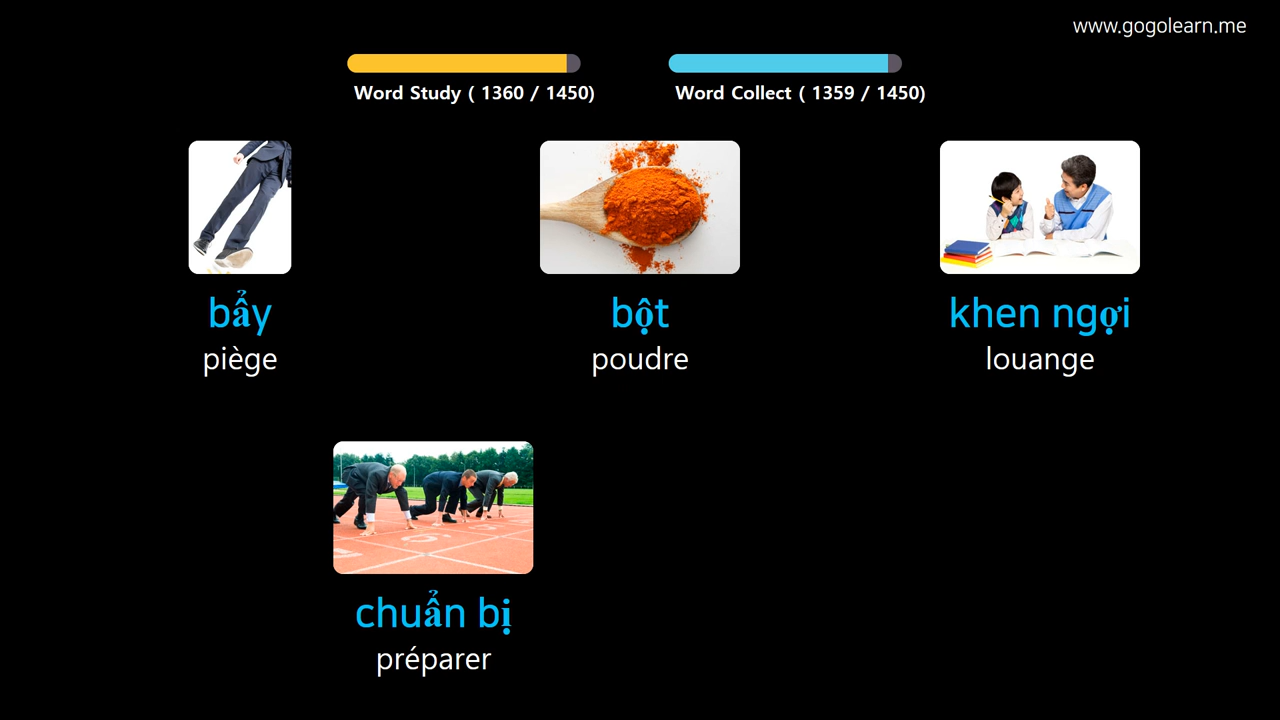 www.gogolearn.me
Word Study ( 1360 / 1450)
Word Collect ( 1359 / 1450)
bẩy
piège
bột
poudre
khen ngợi
louange
chuẩn bị
préparer